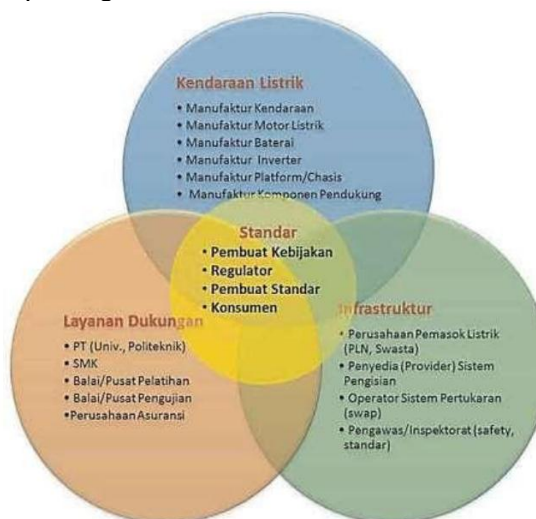 Kendaraan Listrik
• Manufaktur Kendaraan
• Manufaktur Motor Listrik
• Manufaktur Baterai
• Manufaktur Inverter
• Manufaktur Platform/Chasis
• Manufaktur Komponen Pendukung
Standar
• Pembuat Kebijakan
• Regulator
• Pembuat Standar
• Konsumen
Layanan Dukungan
• PT (Univ., Politeknik)
• SMK
• Balai/Pusat Pelatihan
• Balai/Pusat Pengujian
•Perusahaan Asuransi
Infrastruktur
• Perusahaan Pemasok Listrik
(PLN, Swasta)
• Penyedia (Provider) Sistem
Pengisian
• Operator Sistem Pertukaran
(swap)
• Pengawas/Inspektorat (safety,
standar)